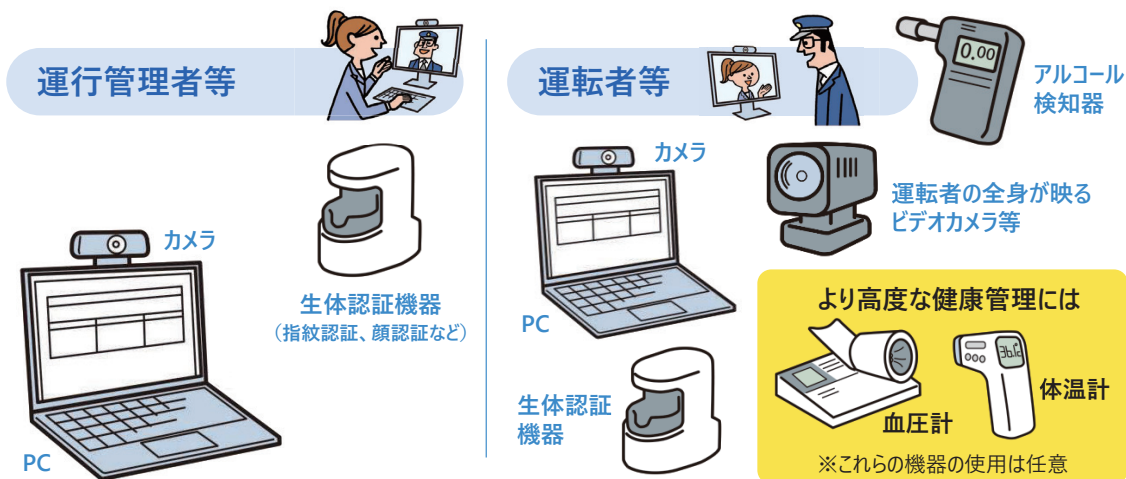 運行管理者等
カメラ
PC
生体認証機器
（指紋認証、顔認証など）
運転者等
0.00
アルコール
検知器
カメラ
PC
運転者の全身が映る
ビデオカメラ等
生体認証
機器
より高度な健康管理には
血圧計
36.1℃
体温計
※これらの機器の使用は任意